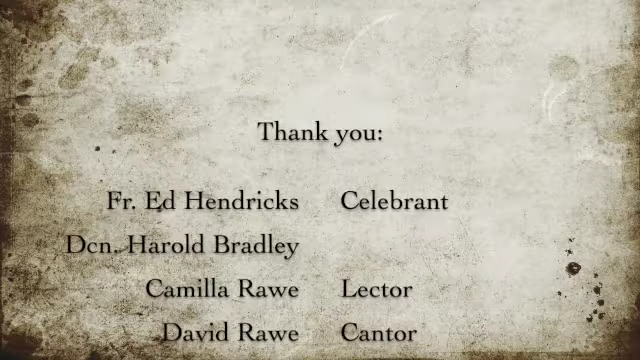 Thank you:
Fr. Ed Hendricks Celebrant
Dcn. Harold Bradley
Camilla Rawe Lector
David Rawe Cantor